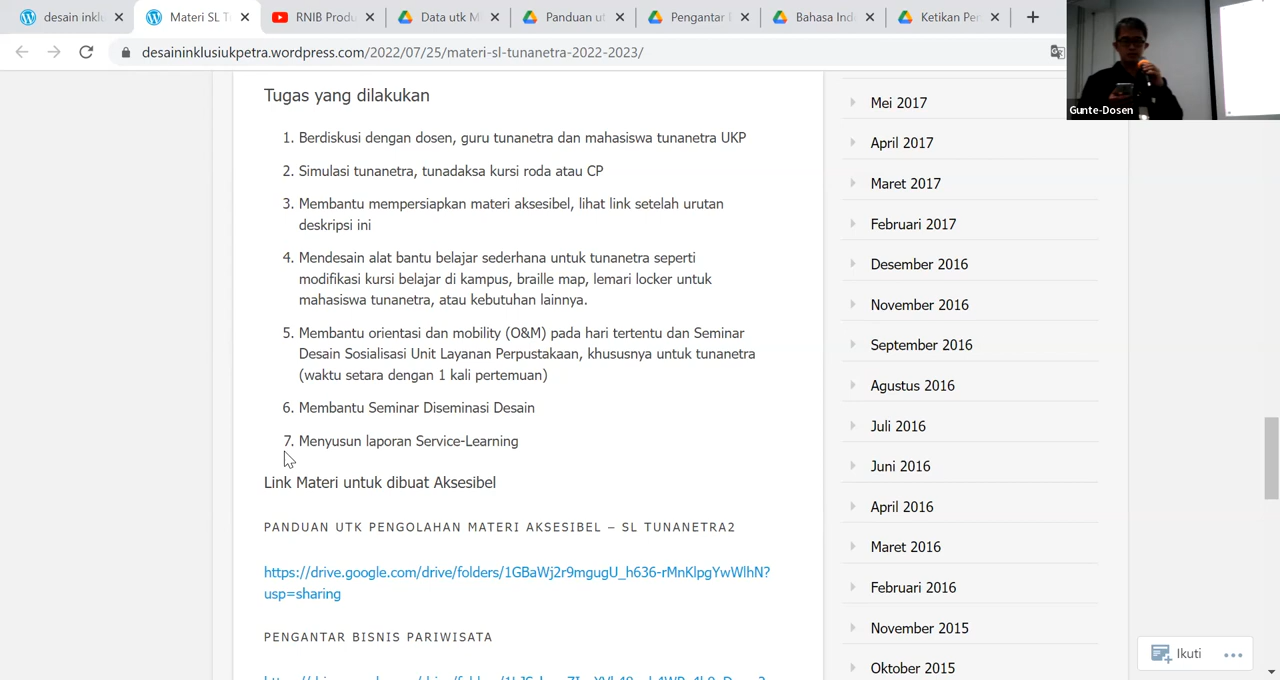 desain inklu
Materi SL T
RNIB Produ
Data utk M
Panduan ut
Pengantar
Bahasa Ind
Ketikan Per
desaininklusiukpetra.wordpress.com/2022/07/25/materi-sl-tunanetra-2022-2023/
Gunte-Dosen
Tugas yang dilakukan
1. Berdiskusi dengan dosen, guru tunanetra dan mahasiswa tunanetra UKP
2. Simulasi tunanetra, tunadaksa kursi roda atau CP
3. Membantu mempersiapkan materi aksesibel, lihat link setelah urutan
deskripsi ini
4. Mendesain alat bantu belajar sederhana untuk tunanetra seperti
modifikasi kursi belajar di kampus, braille map, lemari locker untuk
mahasiswa tunanetra, atau kebutuhan lainnya.
5. Membantu orientasi dan mobility (O&M) pada hari tertentu dan Seminar
Desain Sosialisasi Unit Layanan Perpustakaan, khususnya untuk tunanetra
(waktu setara dengan 1 kali pertemuan)
6. Membantu Seminar Diseminasi Desain
7. Menyusun laporan Service-Learning
Link Materi untuk dibuat Aksesibel
PANDUAN UTK PENGOLAHAN MATERI AKSESIBEL – SL TUNANETRA2
https://drive.google.com/drive/folders/1GBaWj2r9mgugU_h636-rMnKlpgYwWlhN?
usp=sharing
PENGANTAR BISNIS PARIWISATA
Mei 2017
April 2017
Maret 2017
Februari 2017
Desember 2016
November 2016
September 2016
Agustus 2016
Juli 2016
Juni 2016
April 2016
Maret 2016
Februari 2016
November 2015
Oktober 2015
Ikuti